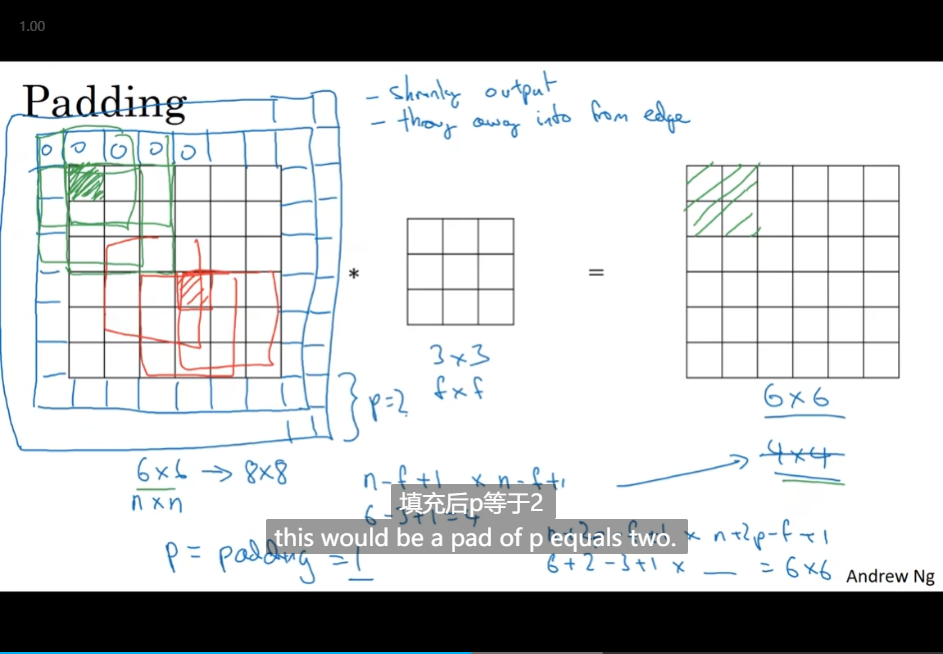 1.00
Padding
- shrinky output
- throw away info from edge
0 0 0 0 0
*
=
3 x 3
f x f
p=2
6 x 6
4 x 4
6 x 6 → 8 x 8
n x n
n-f+1 x n-f+1
6-3+1=4
填充后p等于2
this would be a pad of p equals two.
p = padding = 1
n+2p-f+1 x n+2p-f+1
6+2-3+1 x __ = 6x6
Andrew Ng